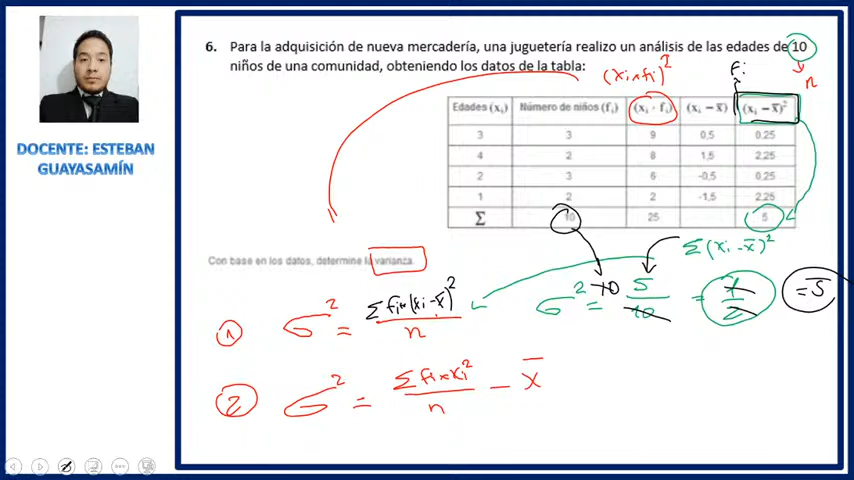 6. Para la adquisición de nueva mercadería, una juguetería realizo un análisis de las edades de 10
niños de una comunidad, obteniendo los datos de la tabla:
DOCENTE: ESTEBAN
GUAYASAMÍN
(xi*fi)²
fi
n
Edades (xᵢ) Número de niños (fᵢ) (xᵢ · fᵢ) (xᵢ − x̅) (xᵢ − x̅)²
3 3 9 0,5 0,25
4 2 8 1,5 2,25
2 3 6 -0,5 0,25
1 2 2 -1,5 2,25
Σ 10 25 5
Con base en los datos, determine la varianza.
Σ(xi − x̅)²
① σ² = Σfi*(xi − x̅)² / n
σ² = 10 5 / 10 = 1 / 2 = 5
② σ² = Σfi*xi² / n − x̅